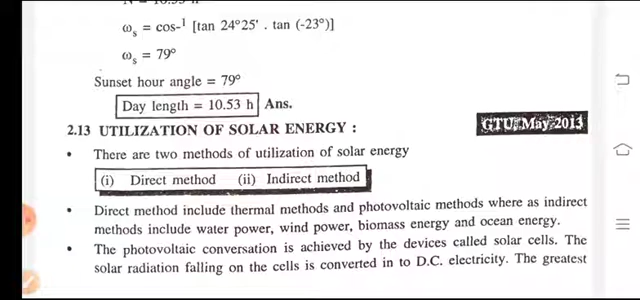 ωₛ = cos-¹ [tan 24°25' . tan (-23°)]
ωₛ = 79°
Sunset hour angle = 79°
Day length = 10.53 h Ans.
2.13 UTILIZATION OF SOLAR ENERGY : GTU: May 2013
• There are two methods of utilization of solar energy
(i) Direct method (ii) Indirect method
• Direct method include thermal methods and photovoltaic methods where as indirect
methods include water power, wind power, biomass energy and ocean energy.
• The photovoltaic conversation is achieved by the devices called solar cells. The
solar radiation falling on the cells is converted in to D.C. electricity. The greatest